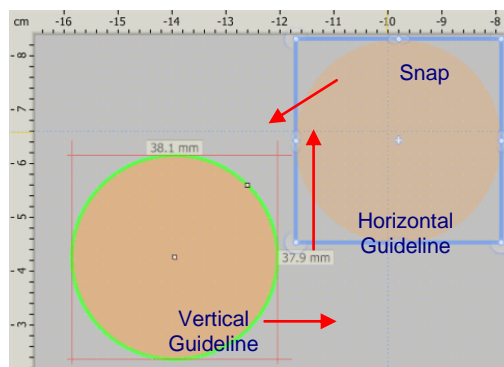 cm -16 -15 -14 -13 -12 -11 -10 -9 -8
- 8
Snap
- 7
- 6
38.1 mm
- 5
Horizontal
Guideline
37.9 mm
- 4
Vertical
Guideline
- 3